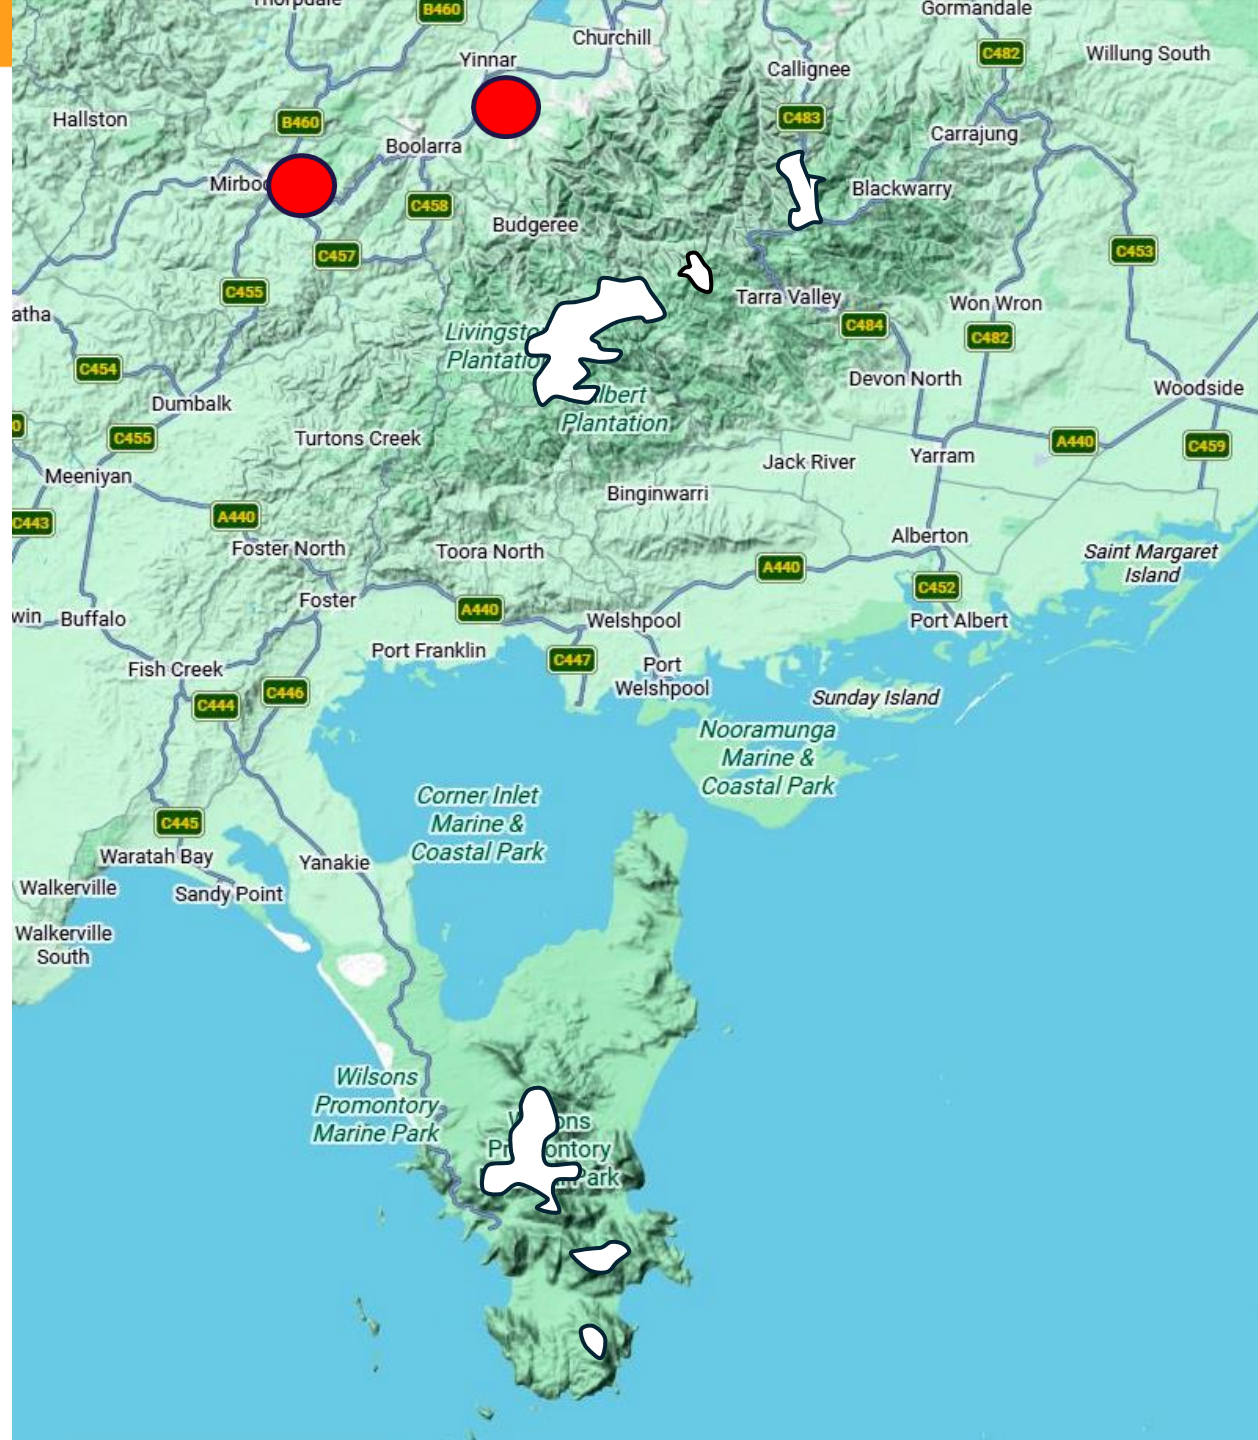 Thorpdale
B460
Gormandale
Churchill
Yinnar
C482
Willung South
Callignee
Hallston
B460
C483
Carrajung
Boolarra
Blackwarry
C458
Budgeree
C457
C453
C455
Tarra Valley
Won Wron
C484
C482
C454
Devon North
Woodside
Dumbalk
Plantation
C455
Turtons Creek
A440
C459
Jack River
Yarram
Meeniyan
Binginwarri
C443
A440
Alberton
Foster North
Toora North
A440
Saint Margaret
Island
C452
Foster
A440
Buffalo
Welshpool
Port Albert
Port Franklin
C447
Port
Welshpool
Fish Creek
C446
C444
Sunday Island
Nooramunga
Marine &
Coastal Park
Corner Inlet
Marine &
Coastal Park
C445
Waratah Bay
Yanakie
Walkerville
Sandy Point
Walkerville
South
Wilsons
Promontory
Marine Park
Park